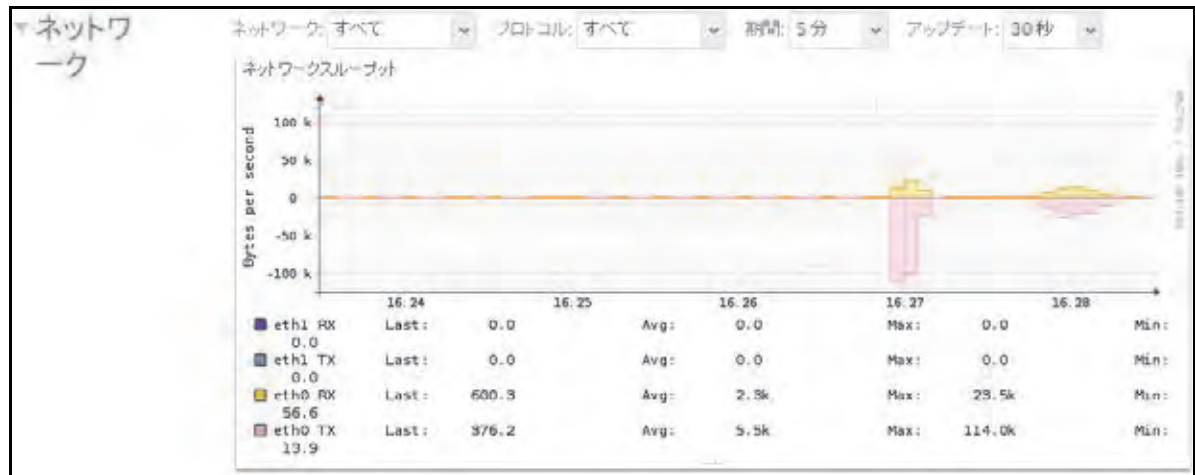 ネットワ
ーク
ネットワーク: すべて プロトコル: すべて 期間: 5分 アップデート: 30秒
ネットワークスループット
Bytes per second
100 k
50 k
0
-50 k
-100 k
16:24 16:25 16:26 16:27 16:28
eth1 RX Last: 0.0 Avg: 0.0 Max: 0.0 Min:
0.0
eth1 TX Last: 0.0 Avg: 0.0 Max: 0.0 Min:
0.0
eth0 RX Last: 600.3 Avg: 2.3k Max: 23.5k Min:
56.6
eth0 TX Last: 376.2 Avg: 5.5k Max: 114.0k Min:
13.9